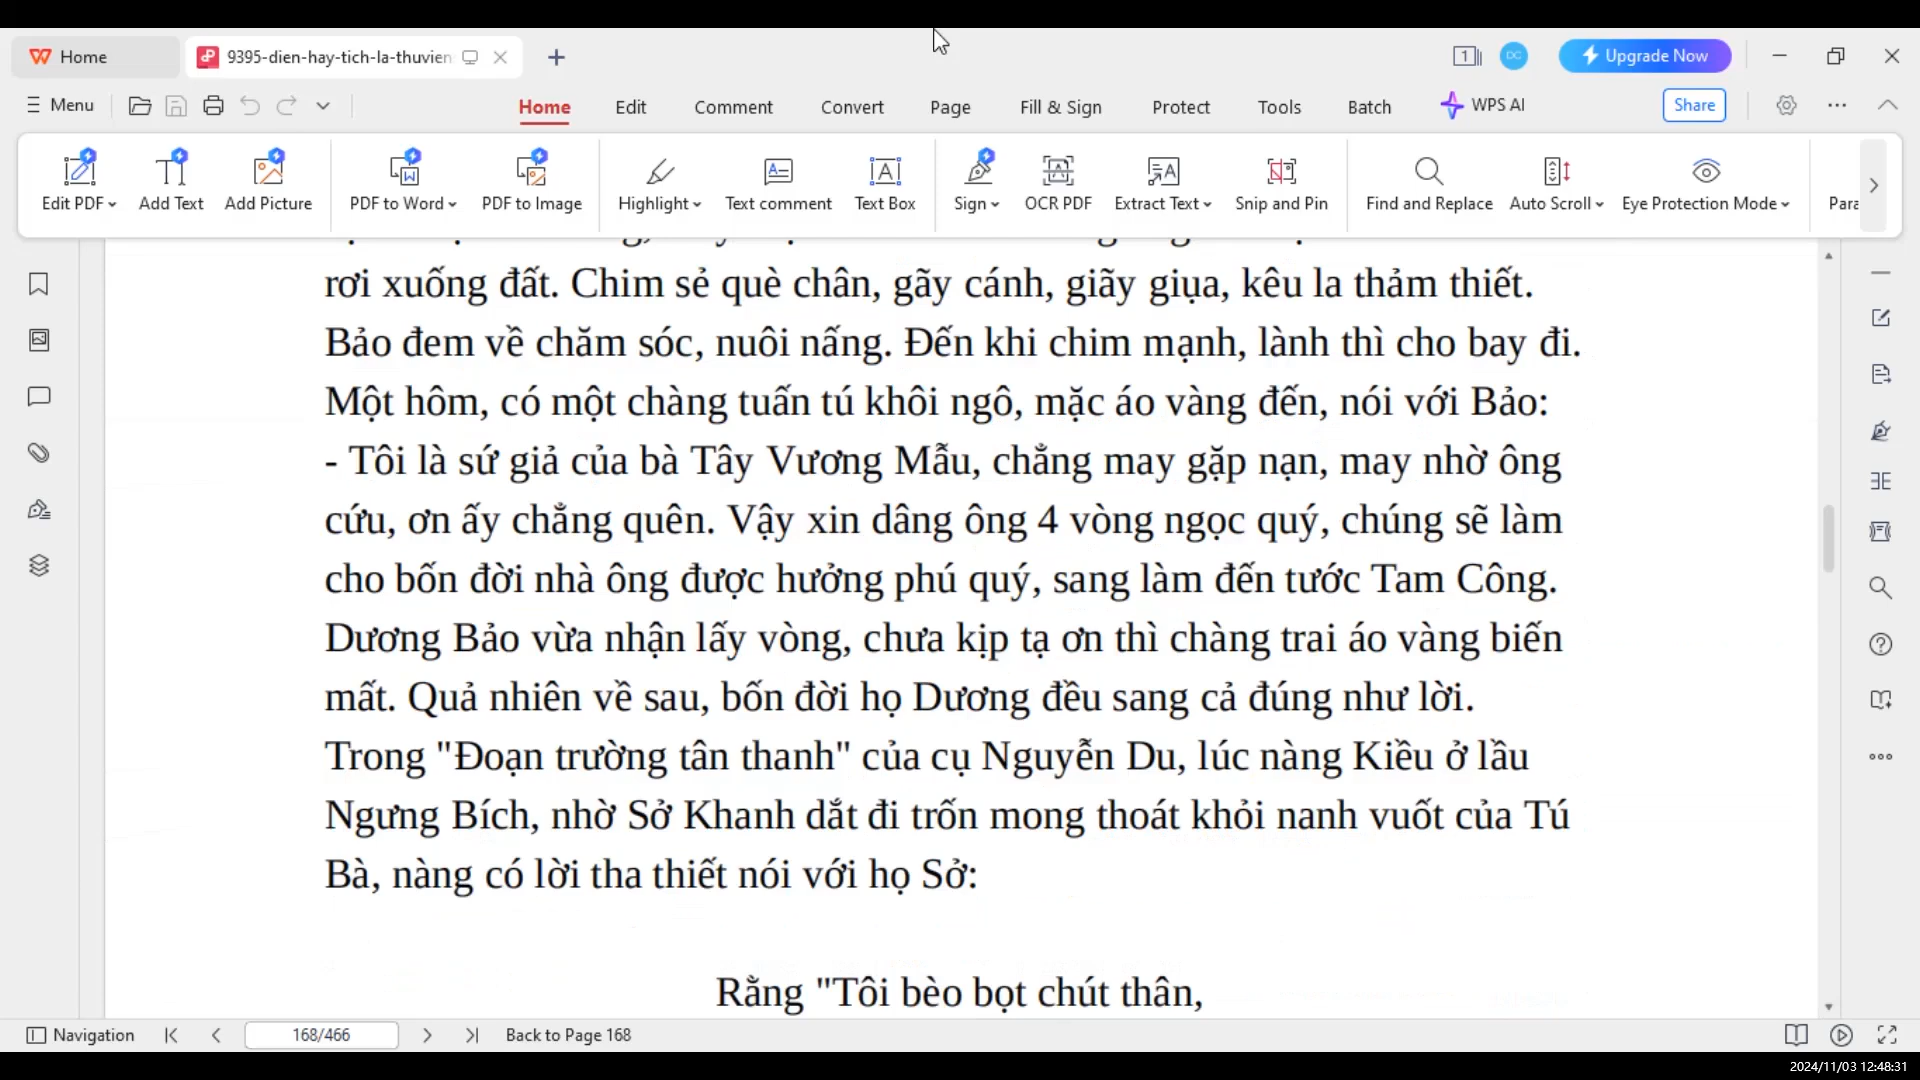 Home
9395-dien-hay-tich-la-thuvien
1
DC
Upgrade Now
Menu
Home
Edit
Comment
Convert
Page
Fill & Sign
Protect
Tools
Batch
WPS AI
Share
Edit PDF
Add Text
Add Picture
PDF to Word
PDF to Image
Highlight
Text comment
Text Box
Sign
OCR PDF
Extract Text
Snip and Pin
Find and Replace
Auto Scroll
Eye Protection Mode
Para
rơi xuống đất. Chim sẻ què chân, gãy cánh, giãy giụa, kêu la thảm thiết.
Bảo đem về chăm sóc, nuôi nấng. Đến khi chim mạnh, lành thì cho bay đi.
Một hôm, có một chàng tuấn tú khôi ngô, mặc áo vàng đến, nói với Bảo:
- Tôi là sứ giả của bà Tây Vương Mẫu, chẳng may gặp nạn, may nhờ ông
cứu, ơn ấy chẳng quên. Vậy xin dâng ông 4 vòng ngọc quý, chúng sẽ làm
cho bốn đời nhà ông được hưởng phú quý, sang làm đến tước Tam Công.
Dương Bảo vừa nhận lấy vòng, chưa kịp tạ ơn thì chàng trai áo vàng biến
mất. Quả nhiên về sau, bốn đời họ Dương đều sang cả đúng như lời.
Trong "Đoạn trường tân thanh" của cụ Nguyễn Du, lúc nàng Kiều ở lầu
Ngưng Bích, nhờ Sở Khanh dắt đi trốn mong thoát khỏi nanh vuốt của Tú
Bà, nàng có lời tha thiết nói với họ Sở:
Rằng "Tôi bèo bọt chút thân,
Navigation
168/466
Back to Page 168
2024/11/03 12:48:31